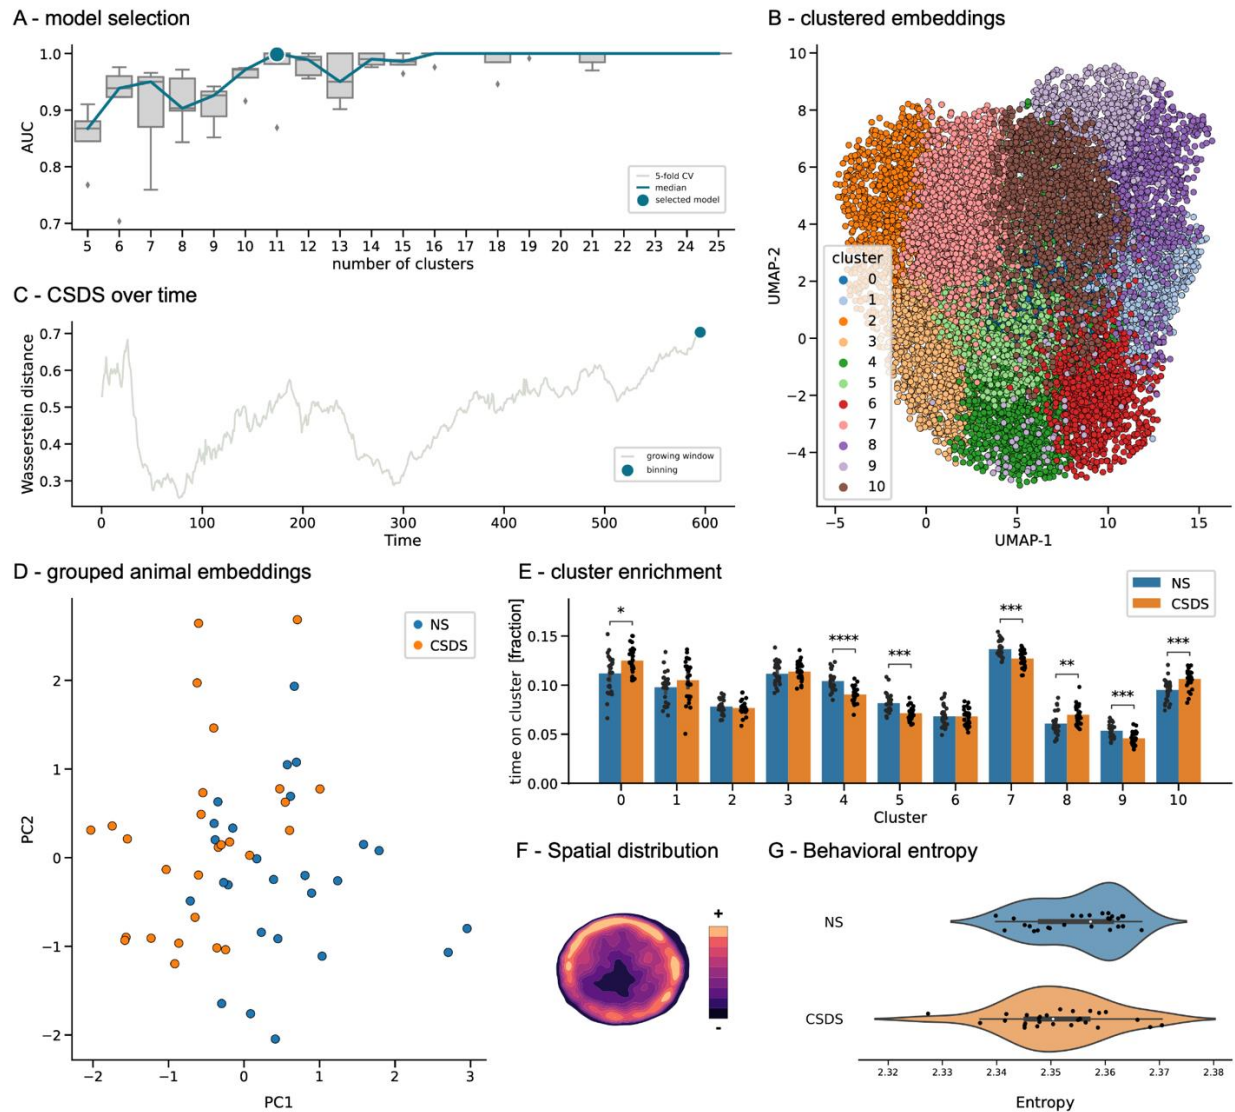 A - model selection
1.0
0.9
0.8
0.7
AUC
5 6 7 8 9 10 11 12 13 14 15 16 17 18 19 20 21 22 23 24 25
number of clusters
5-fold CV
median
selected model
B - clustered embeddings
10
8
6
4
2
0
−2
−4
UMAP-2
cluster
0
1
2
3
4
5
6
7
8
9
10
−5 0 5 10 15
UMAP-1
C - CSDS over time
0.7
0.6
0.5
0.4
0.3
Wasserstein distance
growing window
binning
0 100 200 300 400 500 600
Time
D - grouped animal embeddings
NS
CSDS
2
1
0
−1
−2
PC2
−2 −1 0 1 2 3
PC1
E - cluster enrichment
NS
CSDS
0.15
0.10
0.05
0.00
time on cluster [fraction]
* **** *** *** ** *** ***
0 1 2 3 4 5 6 7 8 9 10
Cluster
F - Spatial distribution
+
-
G - Behavioral entropy
NS
CSDS
2.32 2.33 2.34 2.35 2.36 2.37 2.38
Entropy